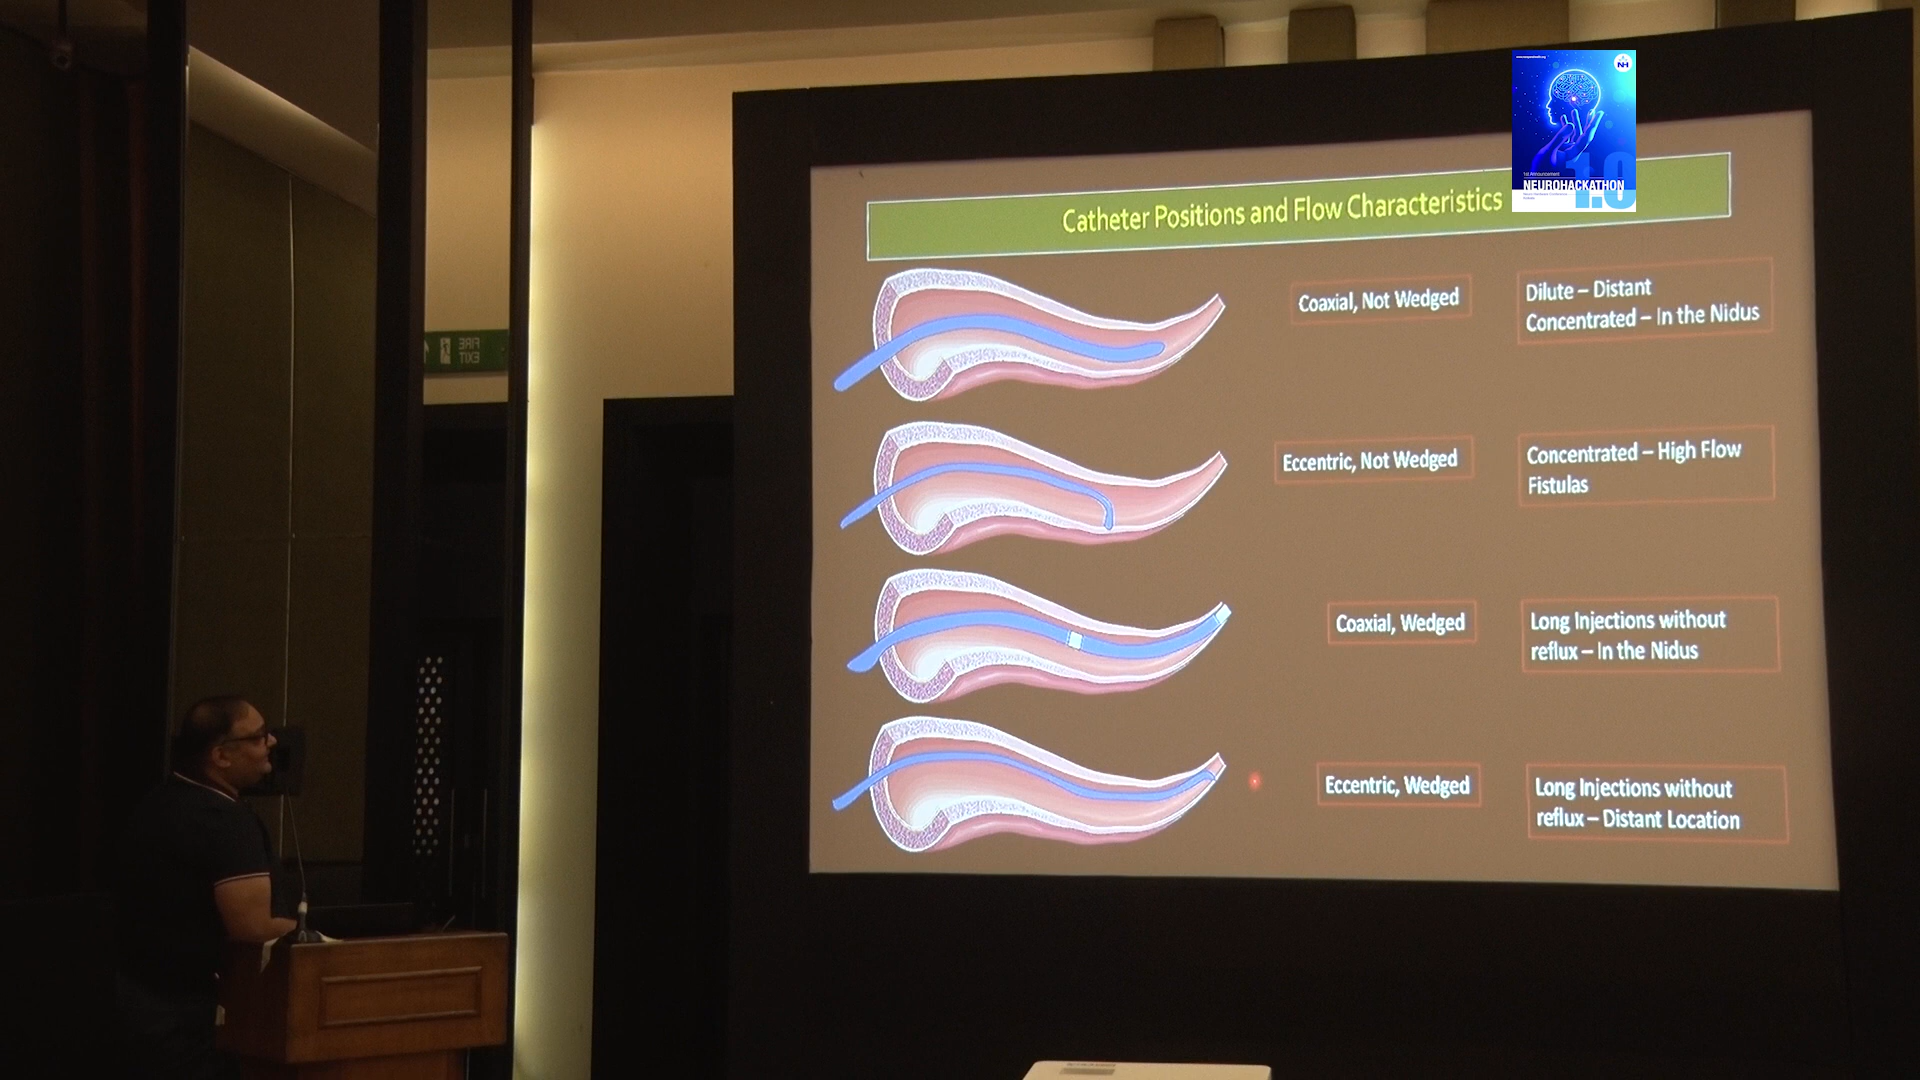 NH
1st Announcement
1.0
NEUROHACKATHON
Catheter Positions and Flow Characteristics
Coaxial, Not Wedged
Dilute – Distant
Concentrated – In the Nidus
Eccentric, Not Wedged
Concentrated – High Flow
Fistulas
Coaxial, Wedged
Long Injections without
reflux – In the Nidus
Eccentric, Wedged
Long Injections without
reflux – Distant Location
FIRE
EXIT